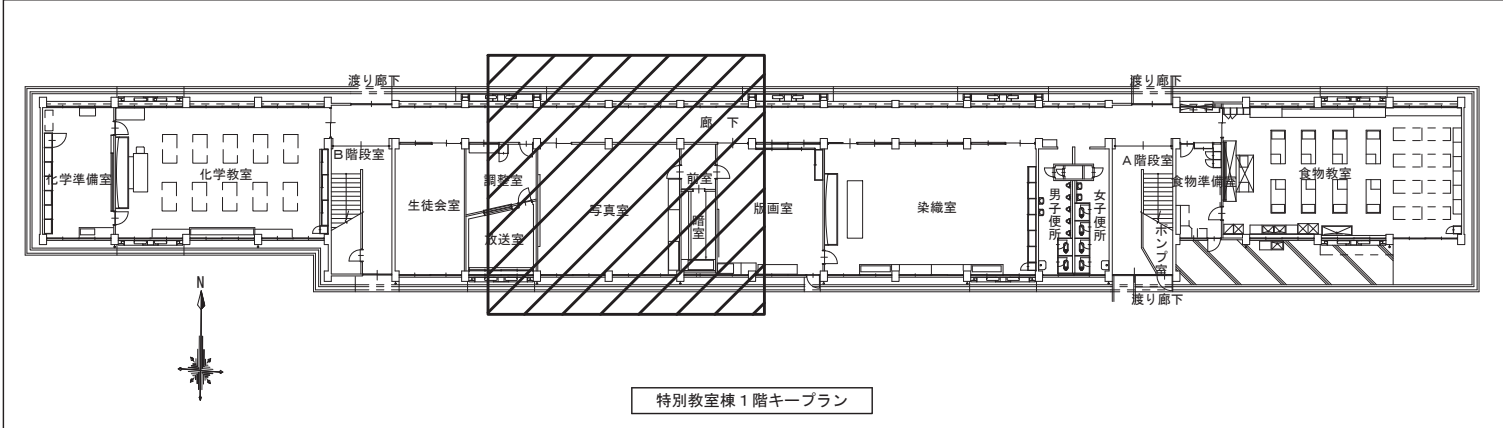 渡り廊下
渡り廊下
廊　下
B階段室
A階段室
化学準備室
化学教室
生徒会室
調整室
放送室
写真室
前室
暗室
版画室
染織室
男子便所
女子便所
ポンプ室
食物準備室
食物教室
渡り廊下
N
特別教室棟１階キープラン